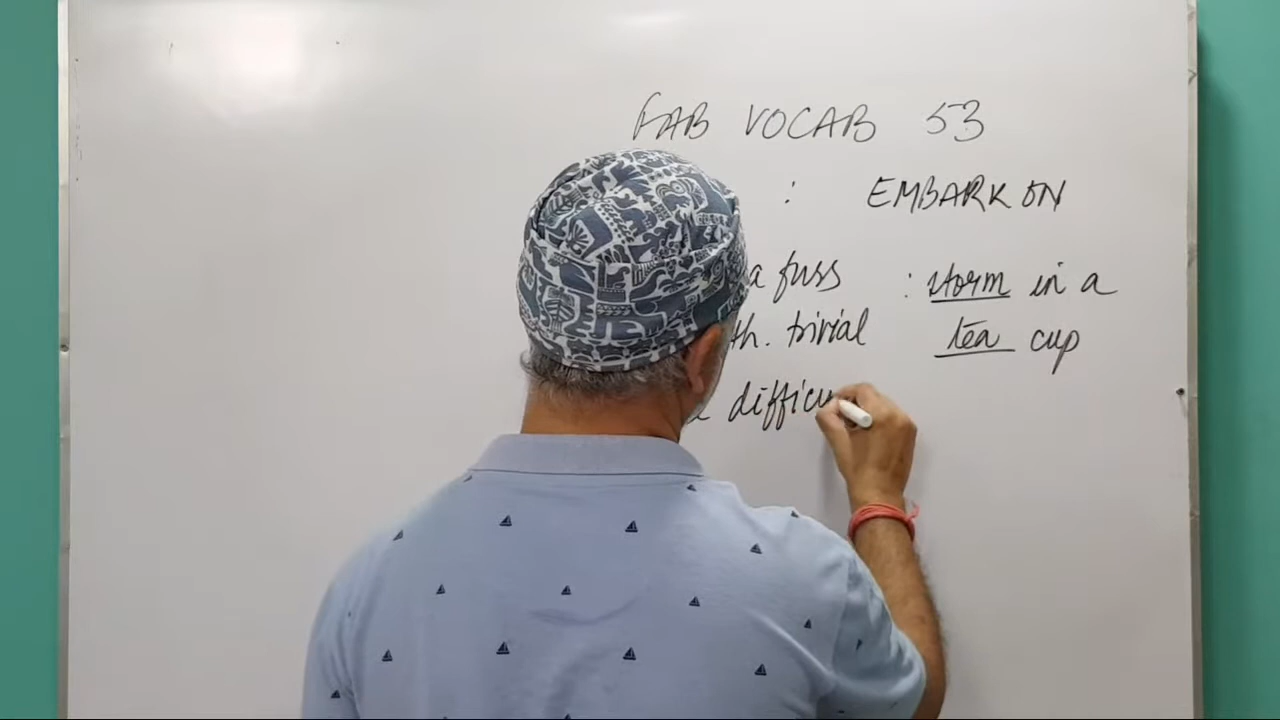 FAB VOCAB 53
: EMBARK ON
a fuss : storm in a
th. trivial tea cup
difficu